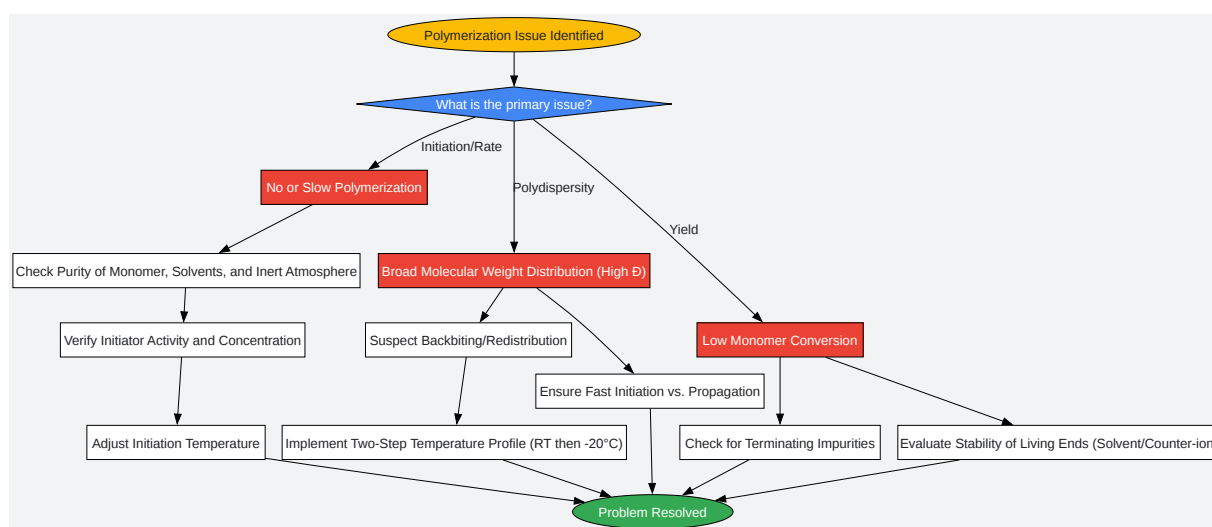 Polymerization Issue Identified
What is the primary issue?
Initiation/Rate
No or Slow Polymerization
Polydispersity
Yield
Check Purity of Monomer, Solvents, and Inert Atmosphere
Broad Molecular Weight Distribution (High Đ)
Verify Initiator Activity and Concentration
Suspect Backbiting/Redistribution
Low Monomer Conversion
Ensure Fast Initiation vs. Propagation
Adjust Initiation Temperature
Implement Two-Step Temperature Profile (RT then -20°C)
Check for Terminating Impurities
Evaluate Stability of Living Ends (Solvent/Counter-ion
Problem Resolved